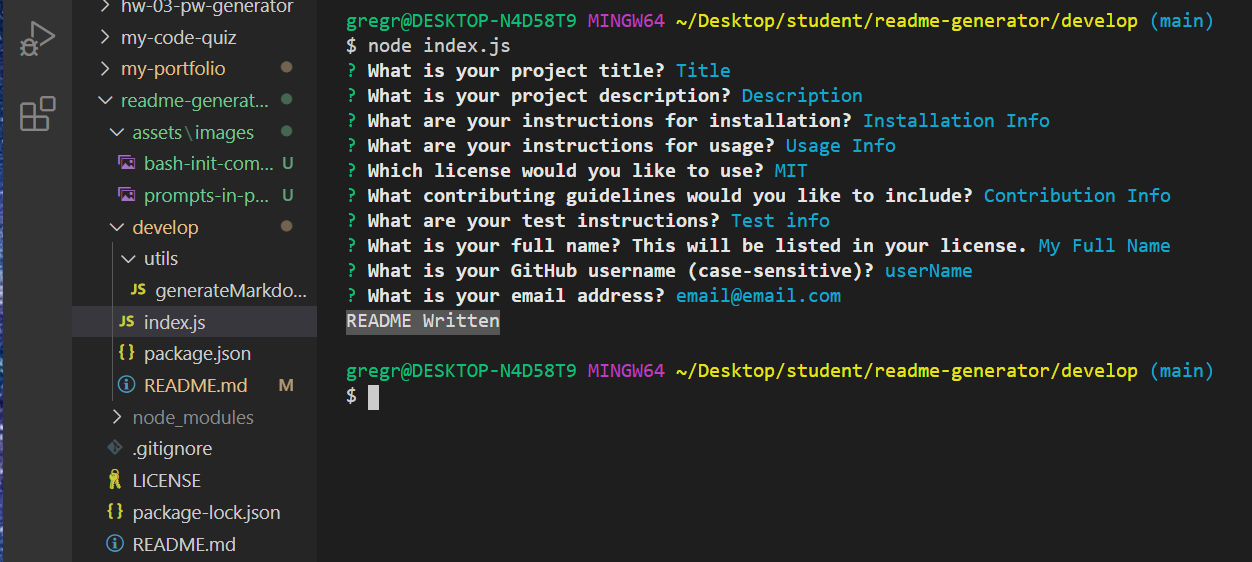 hw-03-pw-generator
my-code-quiz
my-portfolio
readme-generat...
assets\images
bash-init-com... U
prompts-in-p... U
develop
utils
JS generateMarkdo...
JS index.js
{} package.json
README.md M
node_modules
.gitignore
LICENSE
{} package-lock.json
README.md
gregr@DESKTOP-N4D58T9 MINGW64 ~/Desktop/student/readme-generator/develop (main)
$ node index.js
? What is your project title? Title
? What is your project description? Description
? What are your instructions for installation? Installation Info
? What are your instructions for usage? Usage Info
? Which license would you like to use? MIT
? What contributing guidelines would you like to include? Contribution Info
? What are your test instructions? Test info
? What is your full name? This will be listed in your license. My Full Name
? What is your GitHub username (case-sensitive)? userName
? What is your email address? email@email.com
README Written
gregr@DESKTOP-N4D58T9 MINGW64 ~/Desktop/student/readme-generator/develop (main)
$